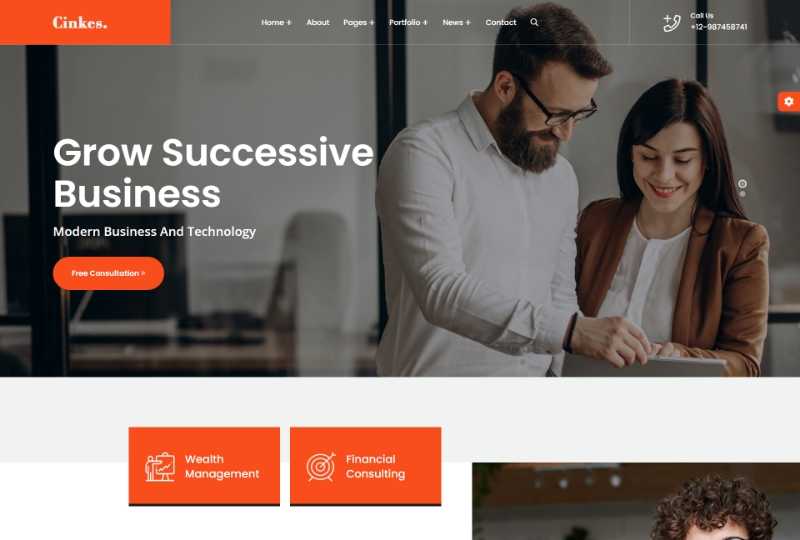 Cinkes.
Home +
About
Pages +
Portfolio +
News +
Contact
Call Us
+12-987458741
Grow Successive
Business
Modern Business And Technology
Free Consultation >
Wealth
Management
Financial
Consulting